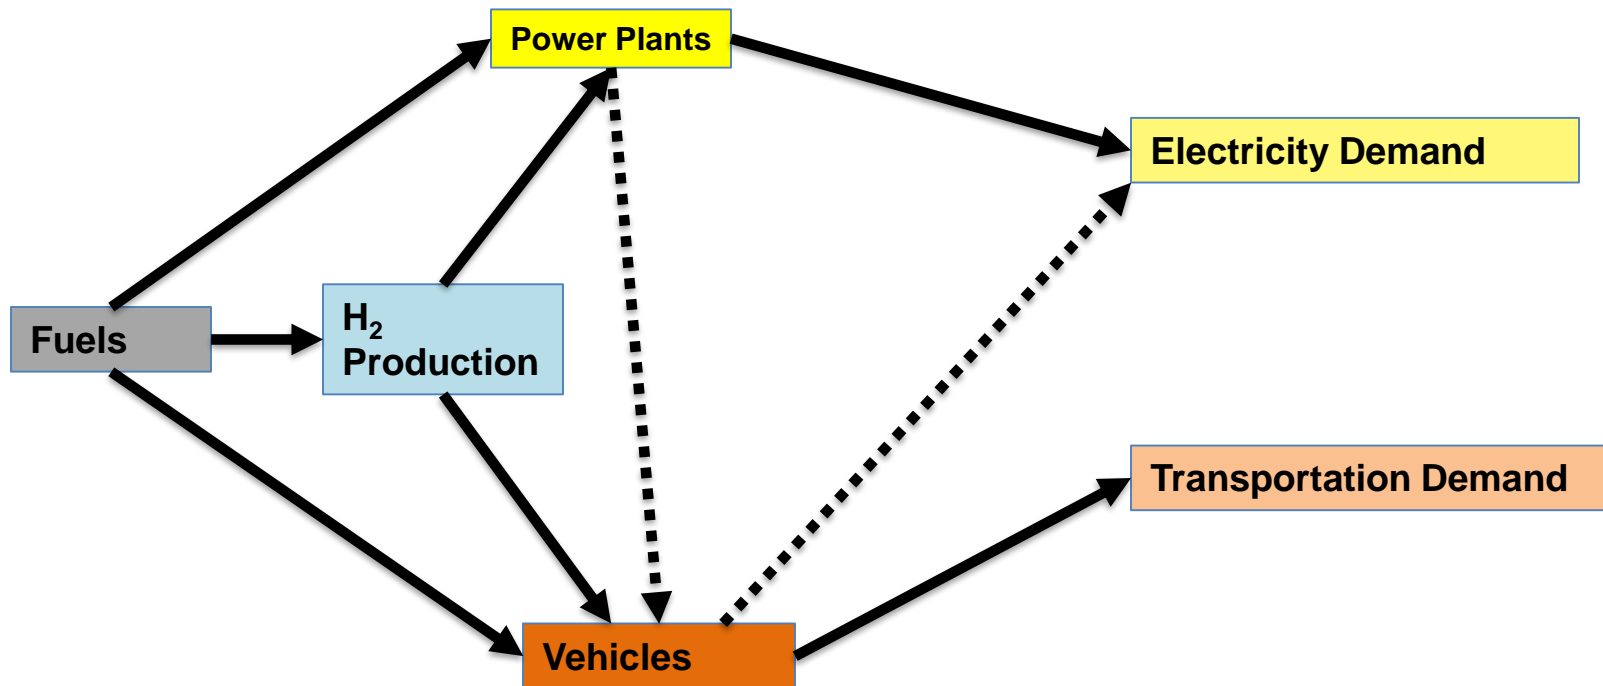 Power Plants
Electricity Demand
Fuels
H₂
Production
Transportation Demand
Vehicles